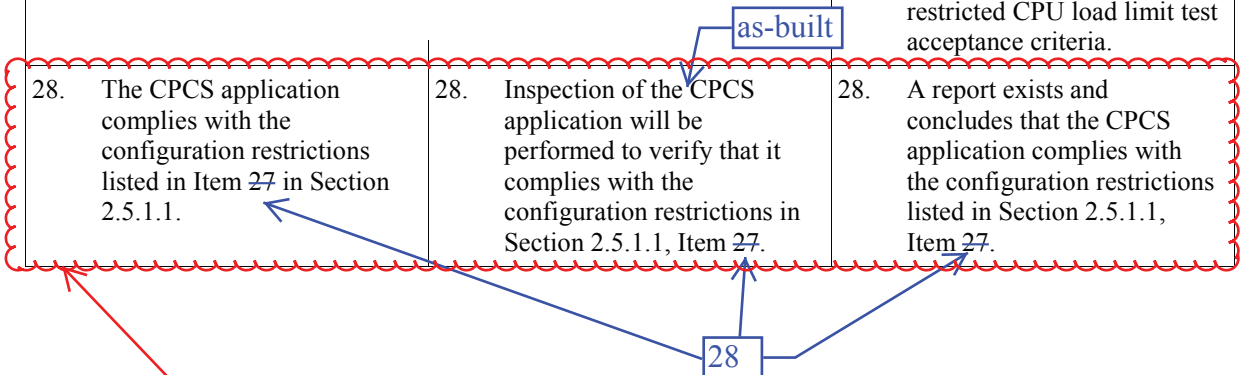 restricted CPU load limit test
acceptance criteria.
as-built
28. The CPCS application
complies with the
configuration restrictions
listed in Item 27 in Section
2.5.1.1.
28. Inspection of the CPCS
application will be
performed to verify that it
complies with the
configuration restrictions in
Section 2.5.1.1, Item 27.
28. A report exists and
concludes that the CPCS
application complies with
the configuration restrictions
listed in Section 2.5.1.1,
Item 27.
28